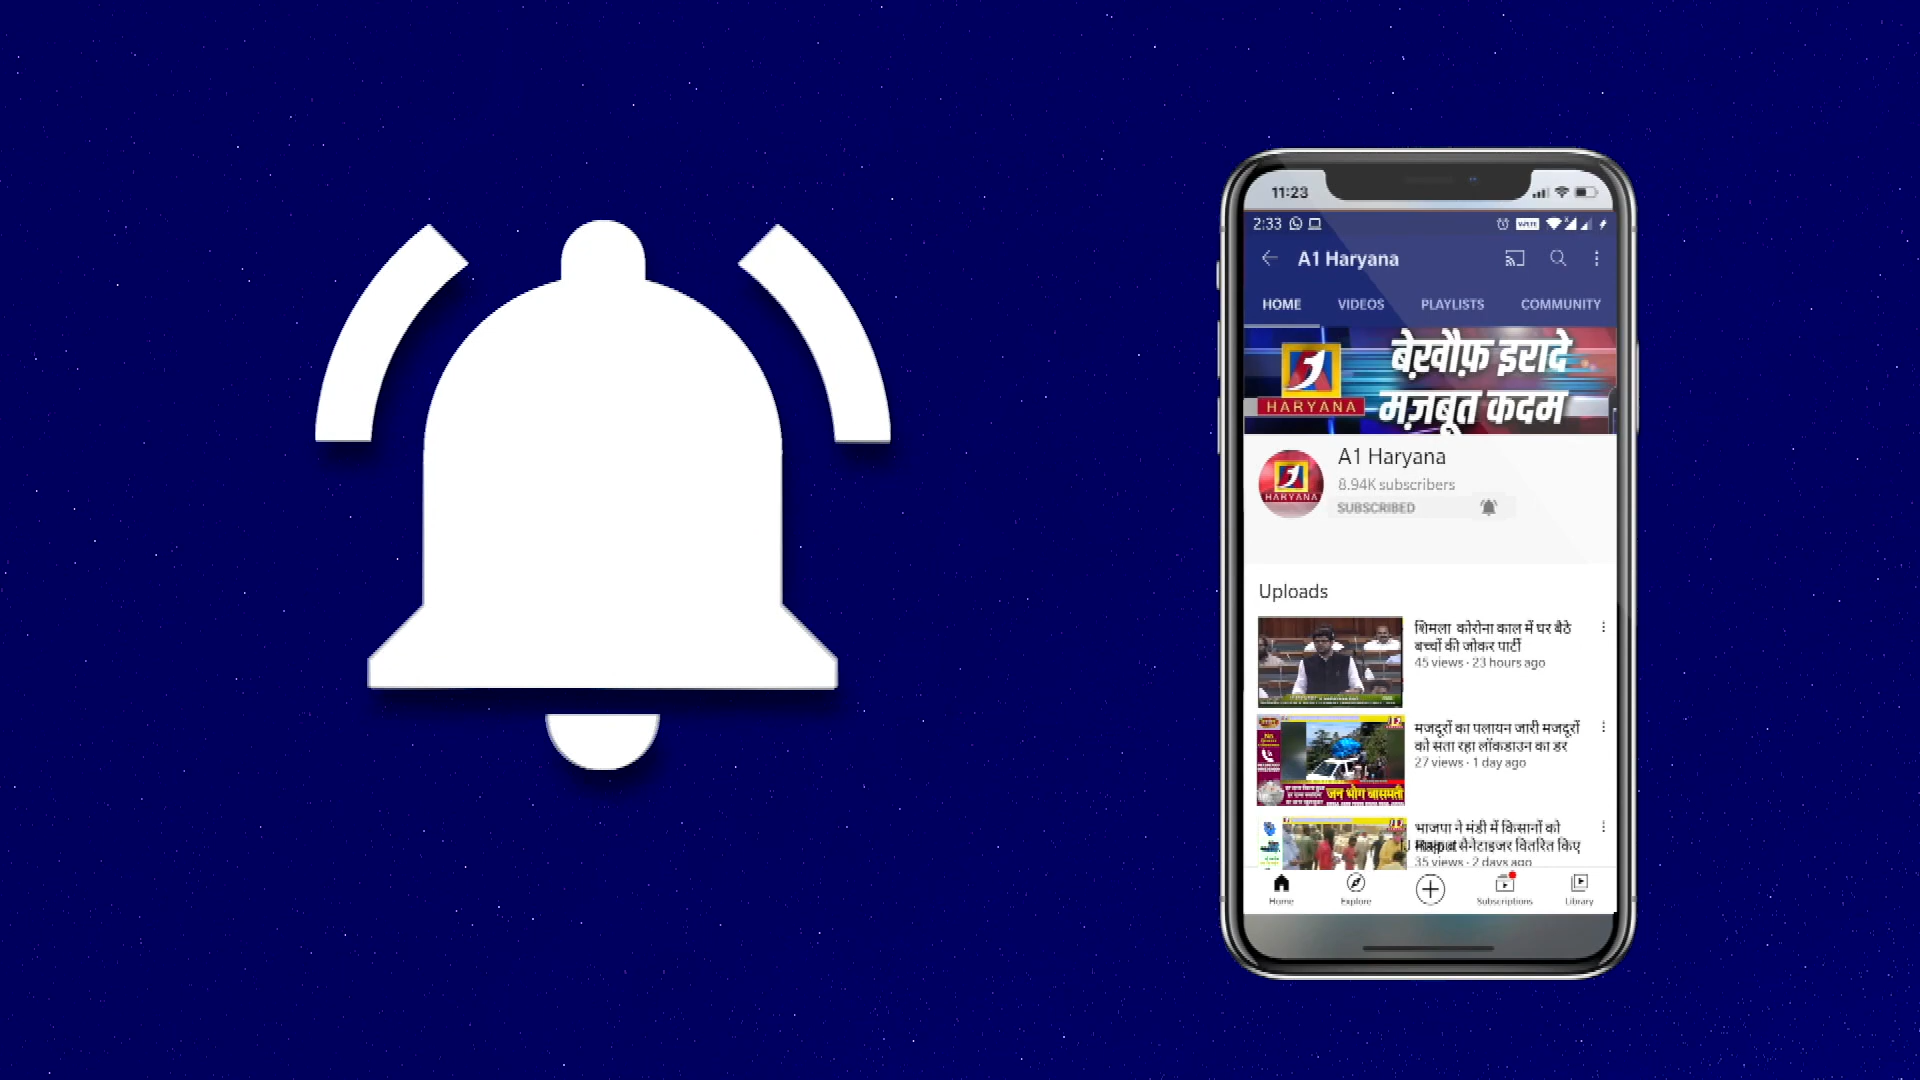 11:23
2:33
A1 Haryana
HOME VIDEOS PLAYLISTS COMMUNITY
बेख़ौफ़ इरादे
मज़बूत कदम
HARYANA
A1 Haryana
8.94K subscribers
SUBSCRIBED
HARYANA
Uploads
शिमला कोरोना काल में घर बैठे
बच्चों की जोकर पार्टी
45 views · 23 hours ago
मजदूरों का पलायन जारी मजदूरों
को सता रहा लॉकडाउन का डर
27 views · 1 day ago
जन भोग बासमती
भाजपा ने मंडी में किसानों को
सेनेटाइजर वितरित किए
35 views · 2 days ago
Home Explore Subscriptions Library